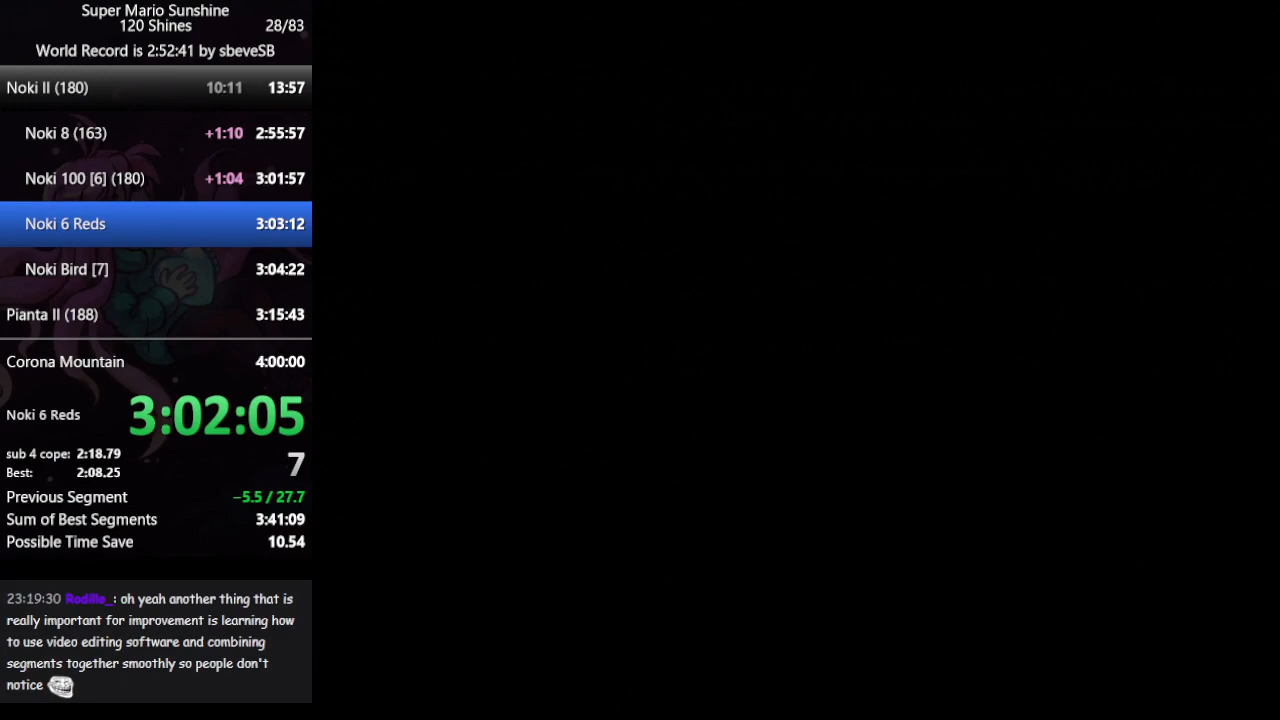 Super Mario Sunshine
120 Shines 28/83
World Record is 2:52:41 by sbeveSB
Noki II (180) 10:11 13:57
Noki 8 (163) +1:10 2:55:57
Noki 100 [6] (180) +1:04 3:01:57
Noki 6 Reds 3:03:12
Noki Bird [7] 3:04:22
Pianta II (188) 3:15:43
Corona Mountain 4:00:00
Noki 6 Reds 3:02:05
sub 4 cope: 2:18.79
Best: 2:08.25 7
Previous Segment −5.5 / 27.7
Sum of Best Segments 3:41:09
Possible Time Save 10.54
23:19:30 Rodillo_: oh yeah another thing that is
really important for improvement is learning how
to use video editing software and combining
segments together smoothly so people don't
notice